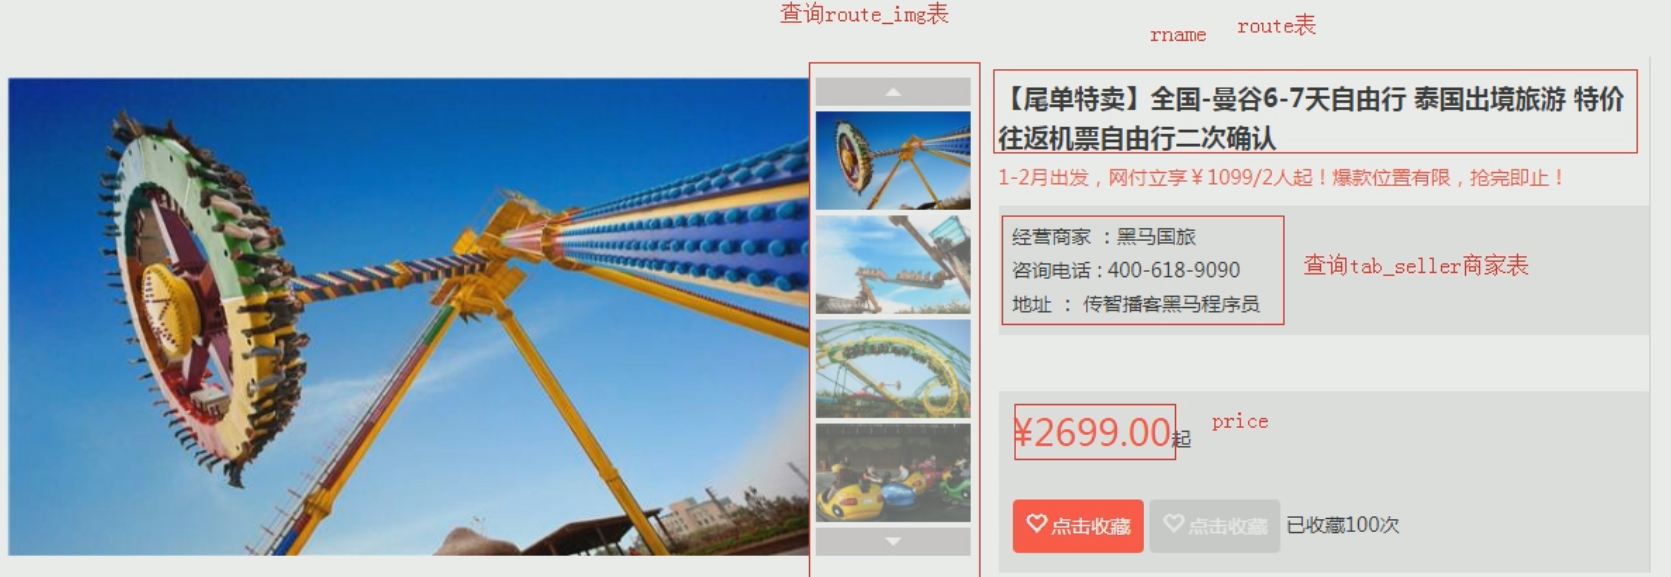 查询route_img表
rname
route表
【尾单特卖】全国-曼谷6-7天自由行 泰国出境旅游 特价
往返机票自由行二次确认
1-2月出发，网付立享￥1099/2人起！爆款位置有限，抢完即止！
经营商家 ：黑马国旅
咨询电话 : 400-618-9090
地址 ： 传智播客黑马程序员
查询tab_seller商家表
¥2699.00起
price
点击收藏
点击收藏
已收藏100次